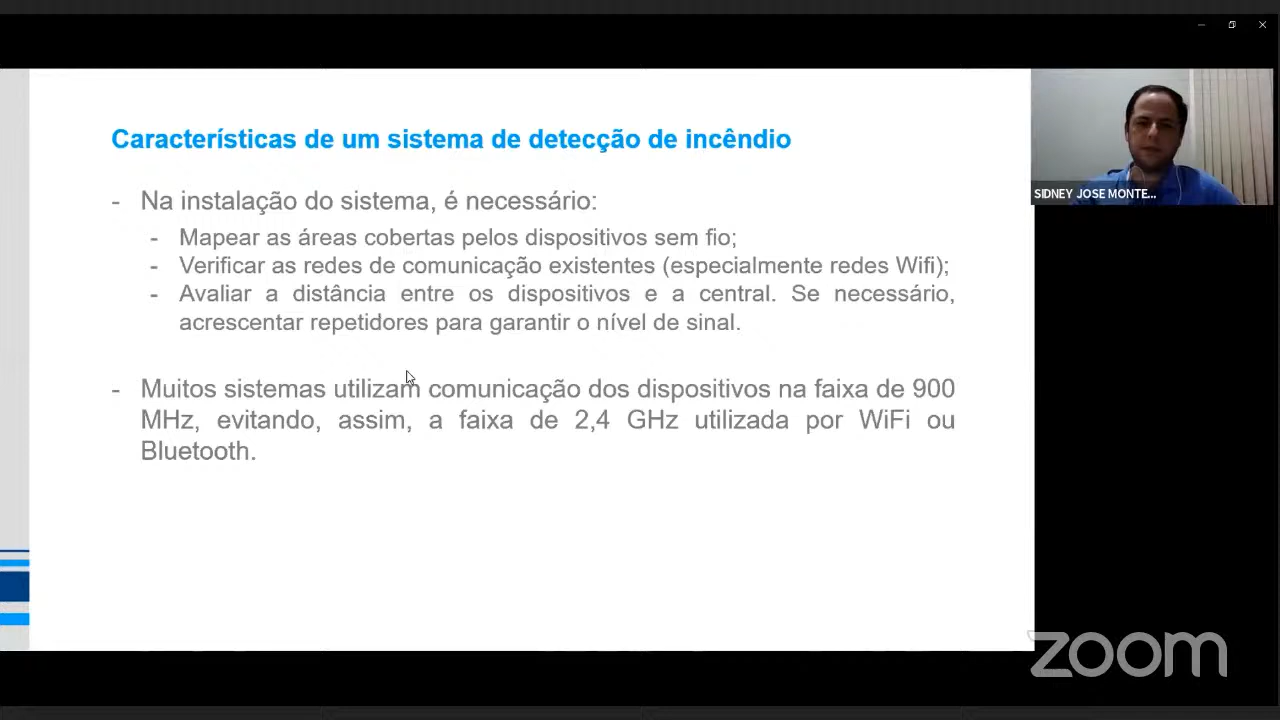 Características de um sistema de detecção de incêndio
- Na instalação do sistema, é necessário:
- Mapear as áreas cobertas pelos dispositivos sem fio;
- Verificar as redes de comunicação existentes (especialmente redes Wifi);
- Avaliar a distância entre os dispositivos e a central. Se necessário,
acrescentar repetidores para garantir o nível de sinal.
- Muitos sistemas utilizam comunicação dos dispositivos na faixa de 900
MHz, evitando, assim, a faixa de 2,4 GHz utilizada por WiFi ou
Bluetooth.
SIDNEY JOSE MONTE...
zoom